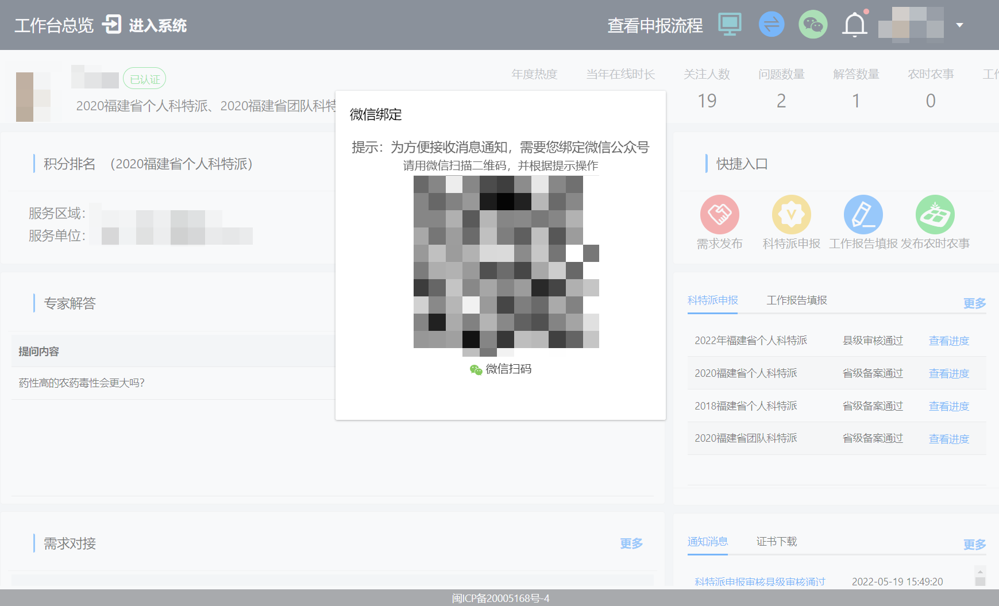 工作台总览 进入系统 查看申报流程
已认证
2020福建省个人科特派、2020福建省团队科特
年度热度 当年在线时长 关注人数 问题数量 解答数量 农时农事
19 2 1 0
微信绑定
提示：为方便接收消息通知，需要您绑定微信公众号
请用微信扫描二维码，并根据提示操作
微信扫码
积分排名 （2020福建省个人科特派）
服务区域：
服务单位：
快捷入口
需求发布 科特派申报 工作报告填报 发布农时农事
专家解答
提问内容
药性高的农药毒性会更大吗?
科特派申报 工作报告填报 更多
2022年福建省个人科特派 县级审核通过 查看进度
2020福建省个人科特派 省级备案通过 查看进度
2018福建省个人科特派 省级备案通过 查看进度
2020福建省团队科特派 省级备案通过 查看进度
需求对接 更多
通知消息 证书下载 更多
科特派申报审核县级审核通过 2022-05-19 15:49:20
闽ICP备20005168号-4